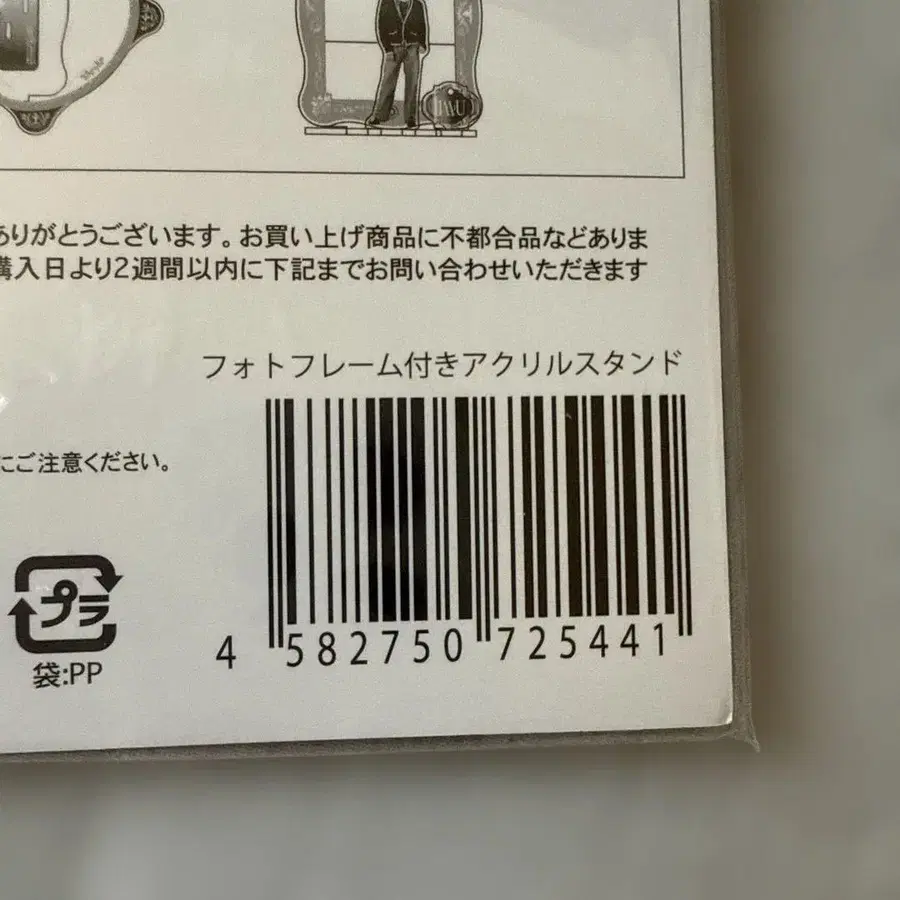 ありがとうございます。お買い上げ商品に不都合品などありま
購入日より2週間以内に下記までお問い合わせいただきます
フォトフレーム付きアクリルスタンド
にご注意ください。
プラ
袋:PP
4 582750 725441